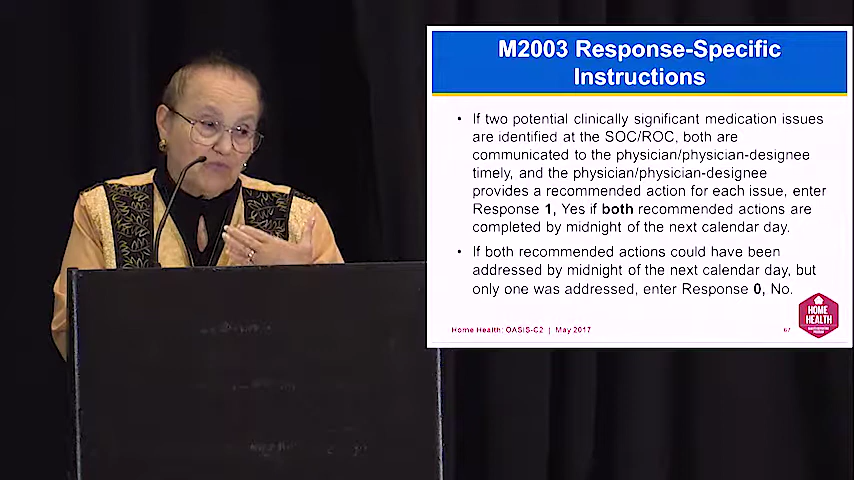 M2003 Response-Specific
Instructions
• If two potential clinically significant medication issues
are identified at the SOC/ROC, both are
communicated to the physician/physician-designee
timely, and the physician/physician-designee
provides a recommended action for each issue, enter
Response 1, Yes if both recommended actions are
completed by midnight of the next calendar day.
• If both recommended actions could have been
addressed by midnight of the next calendar day, but
only one was addressed, enter Response 0, No.
Home Health: OASIS-C2 | May 2017
67
HOME
HEALTH